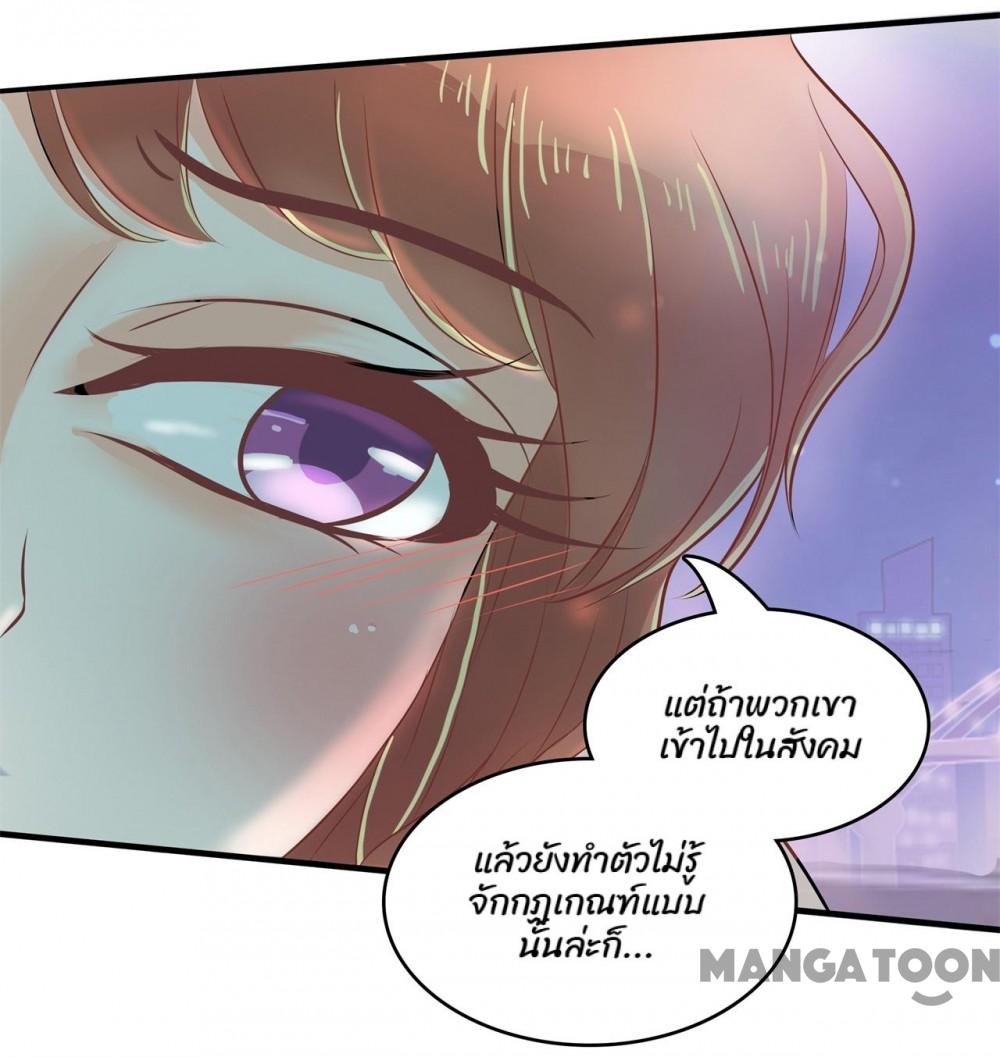 แต่ถ้าพวกเขา
เข้าไปในสังคม
แล้วยังทำตัวไม่รู้
จักกฎเกณฑ์แบบ
นั้นล่ะก็...
MANGATOON